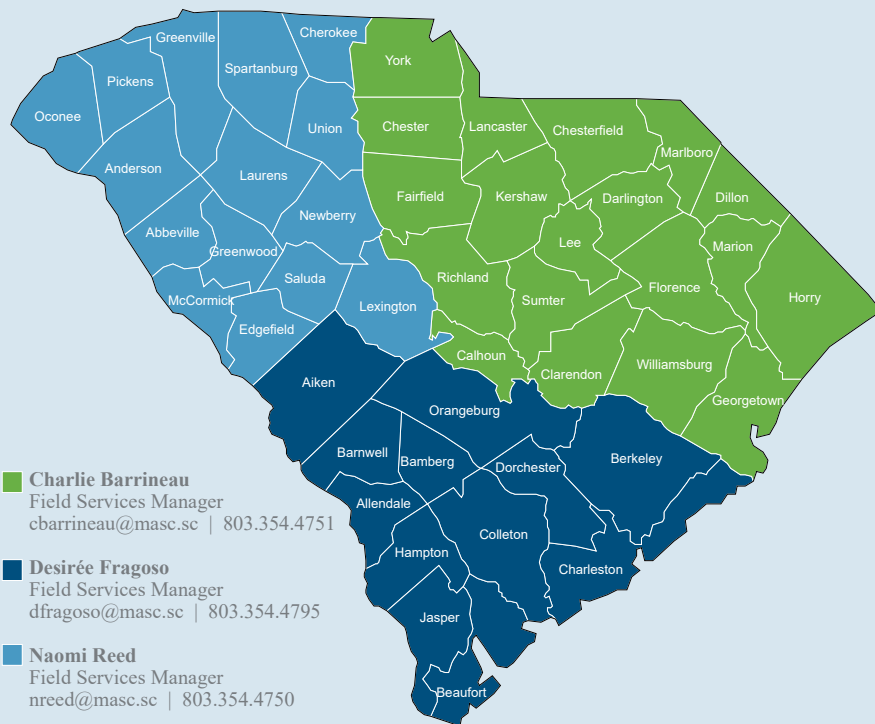 Greenville
Cherokee
Spartanburg
York
Pickens
Oconee
Union
Chester
Lancaster
Chesterfield
Marlboro
Anderson
Laurens
Fairfield
Kershaw
Darlington
Dillon
Newberry
Abbeville
Greenwood
Lee
Marion
Saluda
Richland
Florence
McCormick
Lexington
Sumter
Horry
Edgefield
Calhoun
Clarendon
Williamsburg
Aiken
Georgetown
Orangeburg
Barnwell
Bamberg
Dorchester
Berkeley
Allendale
Colleton
Hampton
Charleston
Jasper
Beaufort
Charlie Barrineau
Field Services Manager
cbarrineau@masc.sc | 803.354.4751
Desirée Fragoso
Field Services Manager
dfragoso@masc.sc | 803.354.4795
Naomi Reed
Field Services Manager
nreed@masc.sc | 803.354.4750